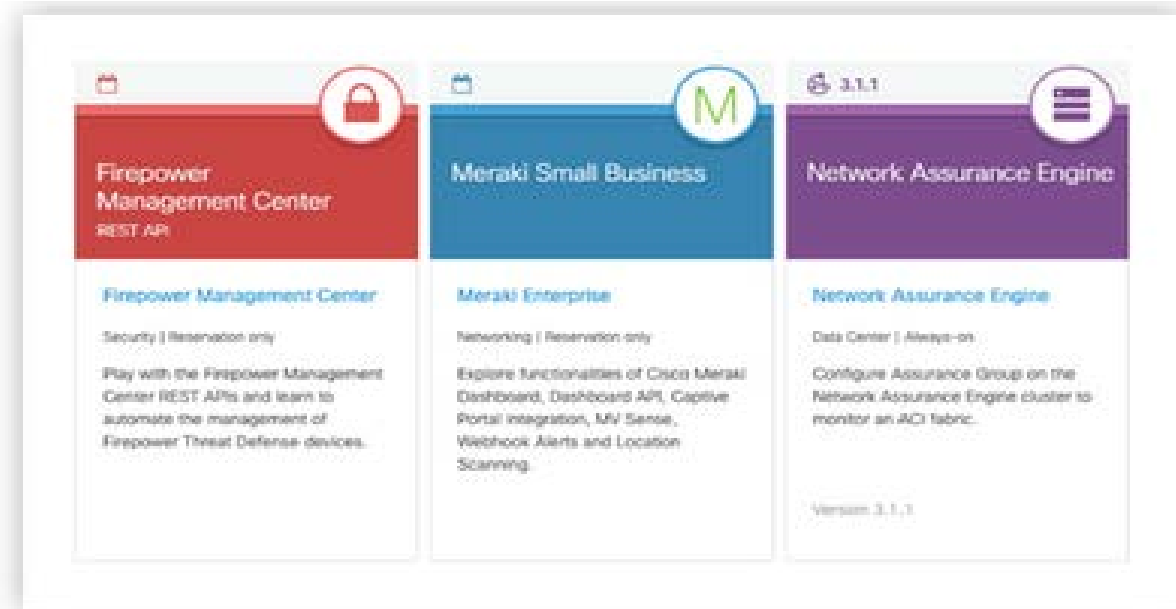 3.1.1
M
Firepower
Management Center
REST API
Meraki Small Business
Network Assurance Engine
Firepower Management Center
Security | Reservation only
Play with the Firepower Management
Center REST APIs and learn to
automate the management of
Firepower Threat Defense devices.
Meraki Enterprise
Networking | Reservation only
Explore functionalities of Cisco Meraki
Dashboard, Dashboard API, Captive
Portal integration, MV Sense,
Webhook Alerts and Location
Scanning.
Network Assurance Engine
Data Center | Always-on
Configure Assurance Group on the
Network Assurance Engine cluster to
monitor an ACI fabric.
Version 3.1.1